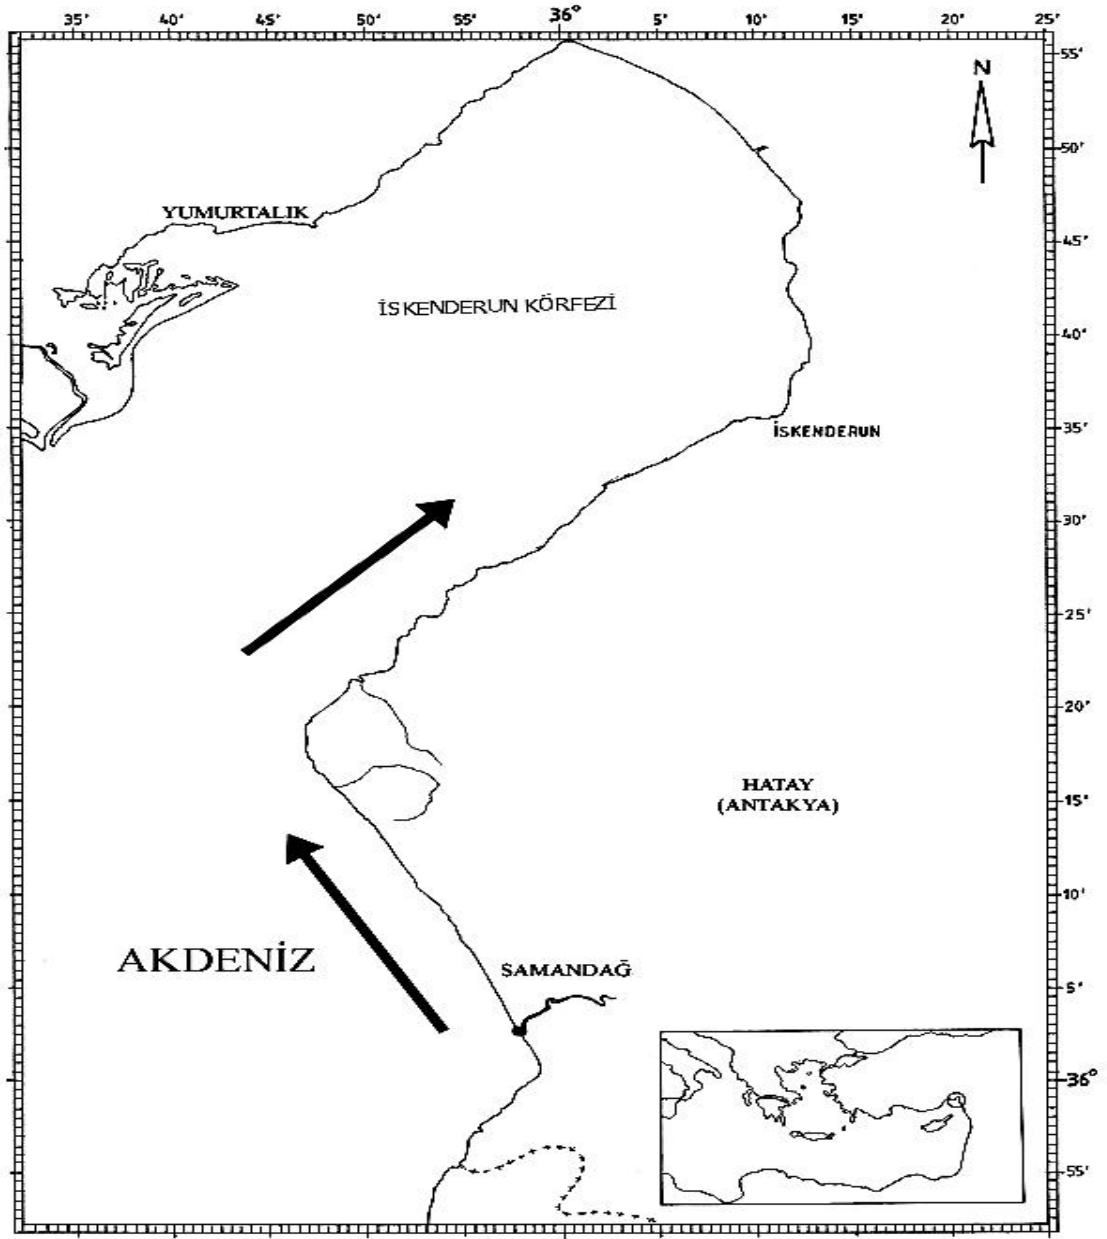 35' 40' 45' 50' 55' 36° 5' 10' 15' 20' 25'
55'
N
50'
YUMURTALIK
45'
İSKENDERUN KÖRFEZİ
40'
35'
İSKENDERUN
30'
25'
20'
HATAY
(ANTAKYA)
15'
10'
AKDENİZ
SAMANDAĞ
5'
36°
55'